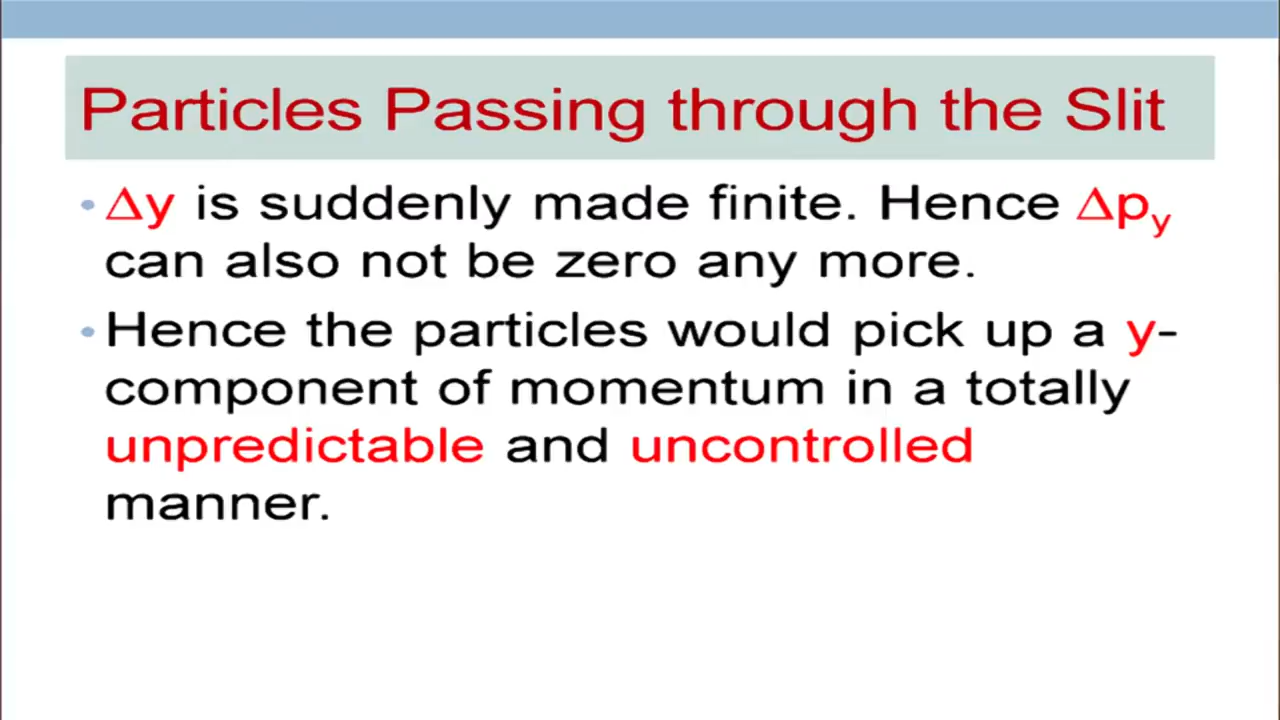 Particles Passing through the Slit
• Δy is suddenly made finite. Hence Δpy
can also not be zero any more.
• Hence the particles would pick up a y-
component of momentum in a totally
unpredictable and uncontrolled
manner.